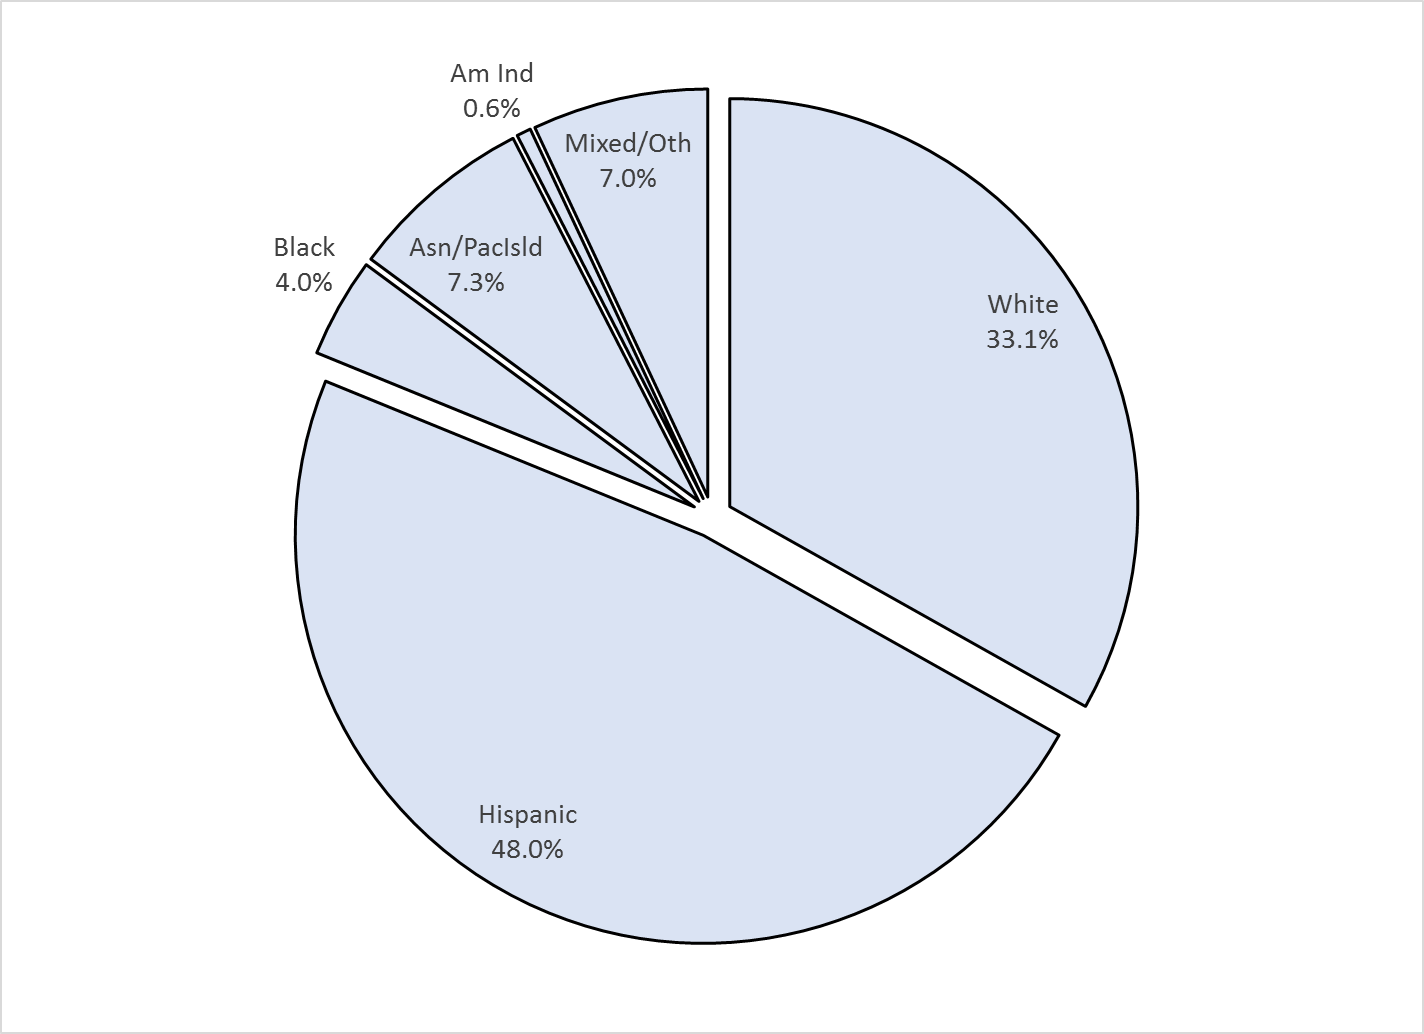 Am Ind
0.6%
Mixed/Oth
7.0%
Black
4.0%
Asn/PacIsld
7.3%
White
33.1%
Hispanic
48.0%